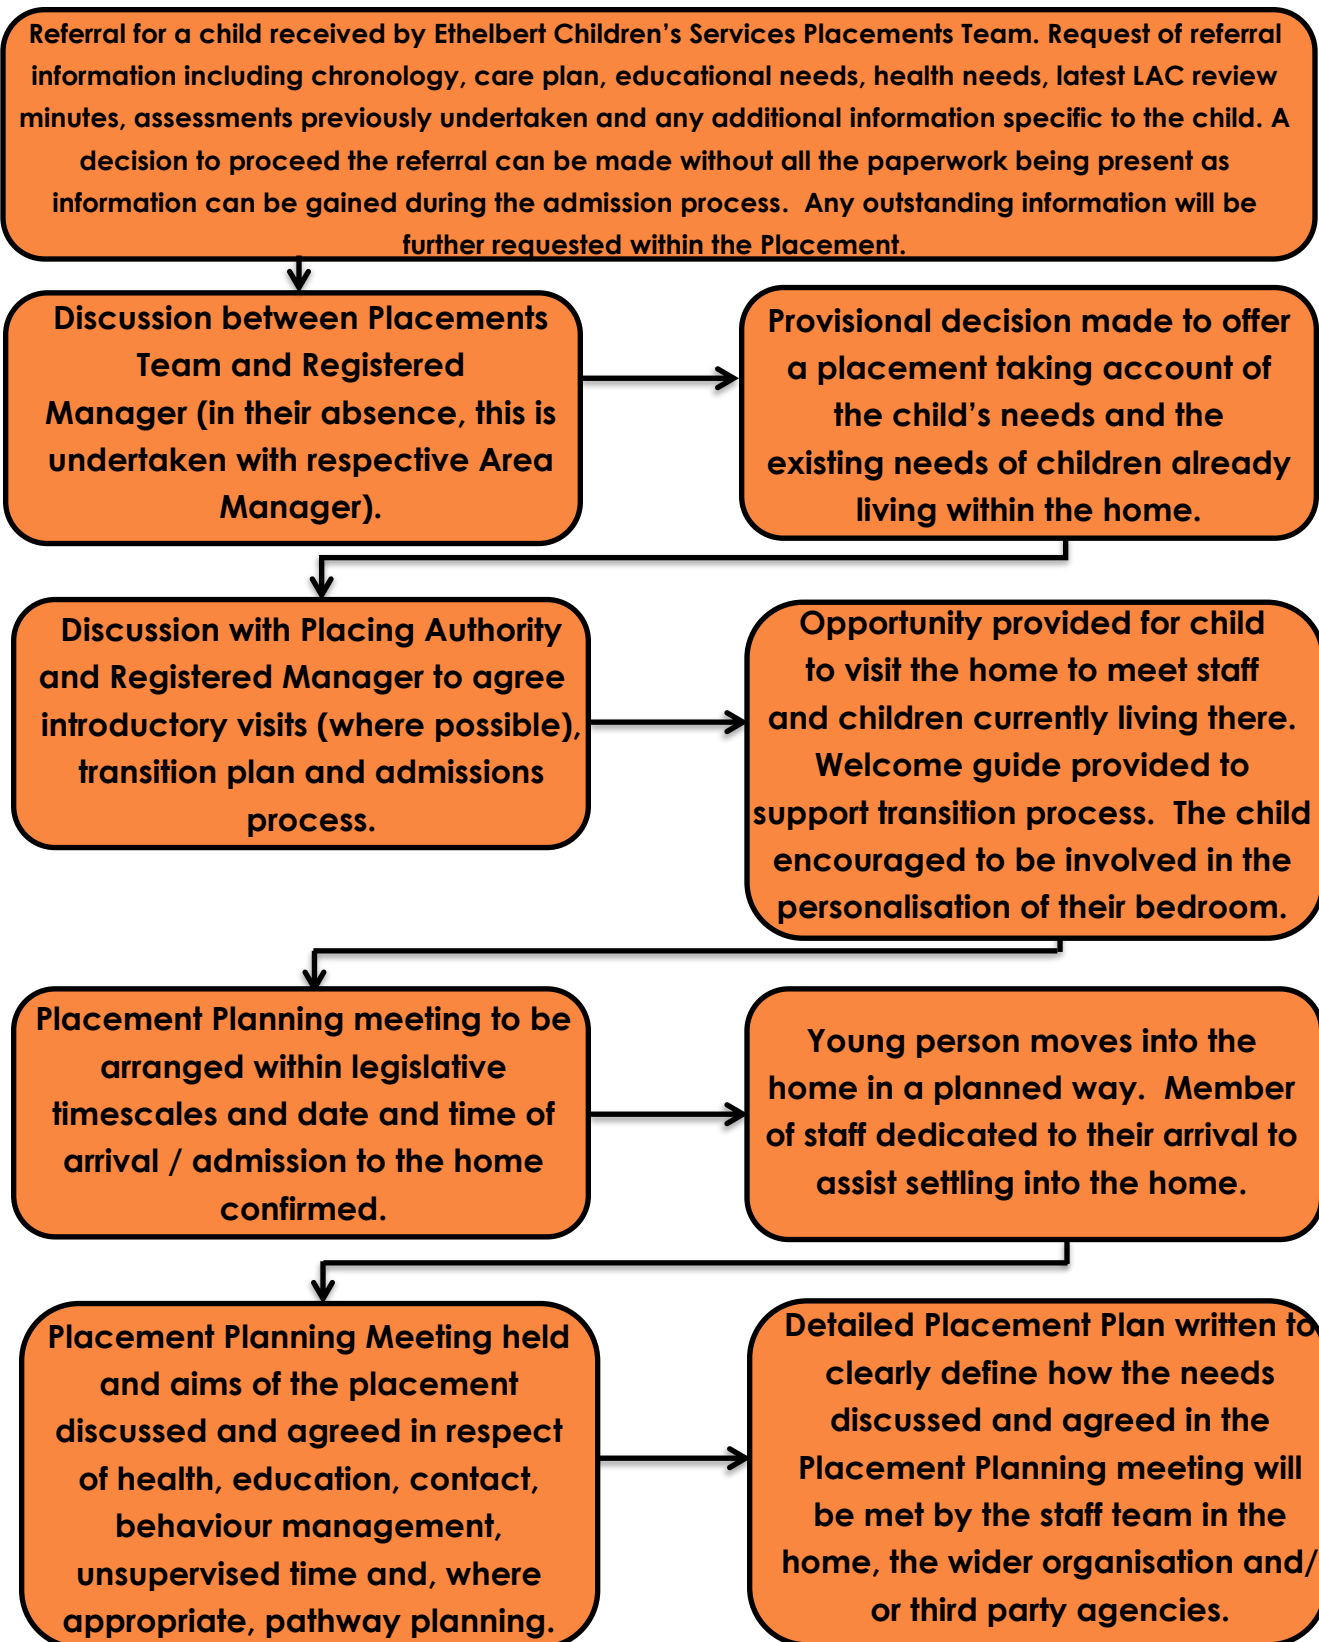 Referral for a child received by Ethelbert Children’s Services Placements Team. Request of referral
information including chronology, care plan, educational needs, health needs, latest LAC review
minutes, assessments previously undertaken and any additional information specific to the child. A
decision to proceed the referral can be made without all the paperwork being present as
information can be gained during the admission process. Any outstanding information will be
further requested within the Placement.
Discussion between Placements
Team and Registered
Manager (in their absence, this is
undertaken with respective Area
Manager).
Provisional decision made to offer
a placement taking account of
the child’s needs and the
existing needs of children already
living within the home.
Discussion with Placing Authority
and Registered Manager to agree
introductory visits (where possible),
transition plan and admissions
process.
Opportunity provided for child
to visit the home to meet staff
and children currently living there.
Welcome guide provided to
support transition process. The child
encouraged to be involved in the
personalisation of their bedroom.
Placement Planning meeting to be
arranged within legislative
timescales and date and time of
arrival / admission to the home
confirmed.
Young person moves into the
home in a planned way. Member
of staff dedicated to their arrival to
assist settling into the home.
Placement Planning Meeting held
and aims of the placement
discussed and agreed in respect
of health, education, contact,
behaviour management,
unsupervised time and, where
appropriate, pathway planning.
Detailed Placement Plan written to
clearly define how the needs
discussed and agreed in the
Placement Planning meeting will
be met by the staff team in the
home, the wider organisation and/
or third party agencies.